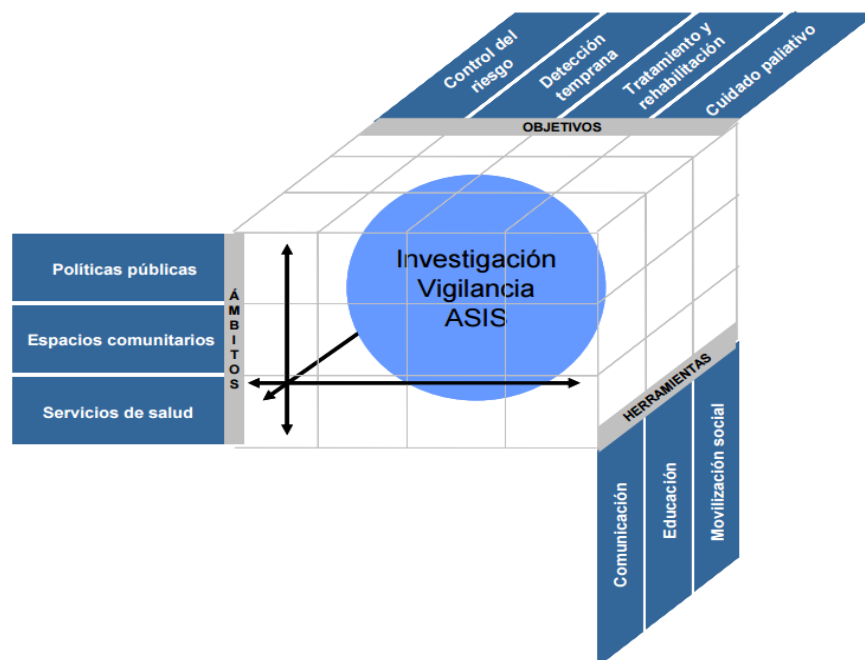 Control del
riesgo
Detección
temprana
Tratamiento y
rehabilitación
Cuidado paliativo
OBJETIVOS
Políticas públicas
Espacios comunitarios
Servicios de salud
ÁMBITOS
Investigación
Vigilancia
ASIS
HERRAMIENTAS
Comunicación
Educación
Movilización social